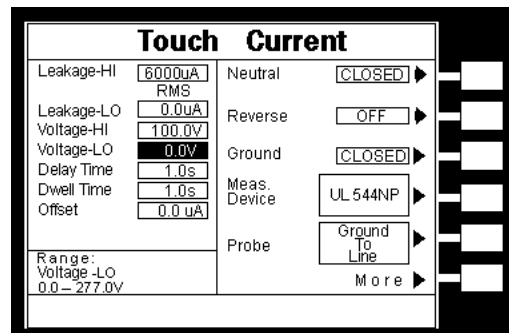 Touch Current
Leakage-HI 6000uA
RMS
Leakage-LO 0.0uA
Voltage-HI 100.0V
Voltage-LO 0.0V
Delay Time 1.0s
Dwell Time 1.0s
Offset 0.0 uA
Range:
Voltage -LO
0.0 – 277.0V
Neutral CLOSED
Reverse OFF
Ground CLOSED
Meas.
Device UL544NP
Probe Ground
To
Line
More